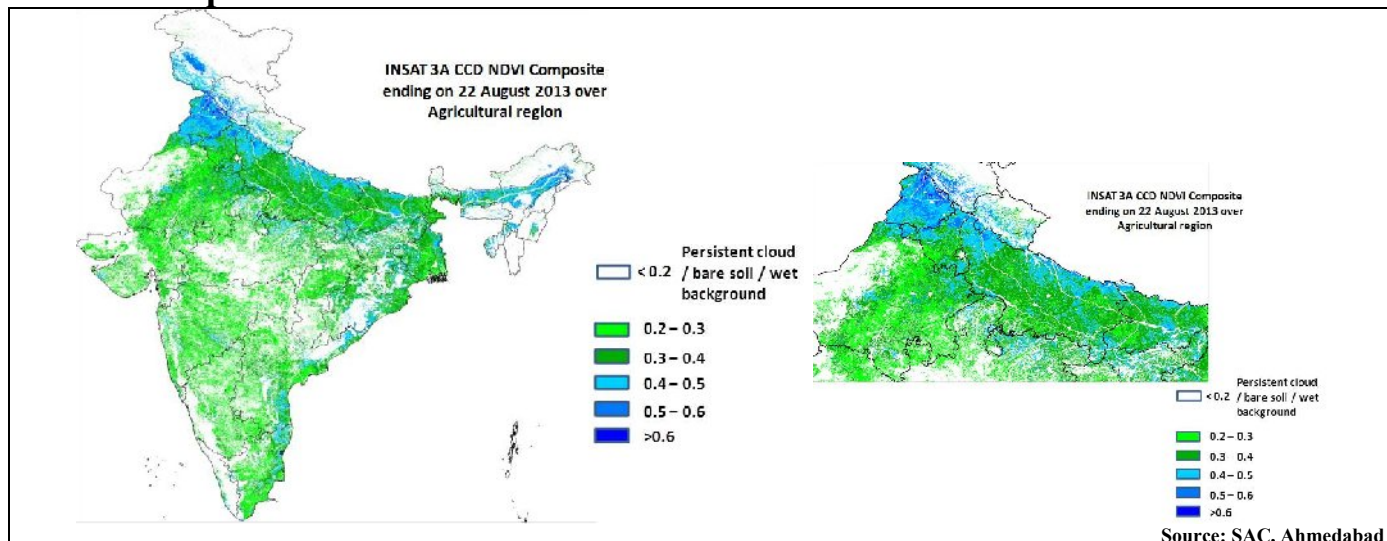 INSAT 3A CCD NDVI Composite
ending on 22 August 2013 over
Agricultural region
< 0.2
Persistent cloud
/ bare soil / wet
background
0.2 – 0.3
0.3 – 0.4
0.4 – 0.5
0.5 – 0.6
>0.6
INSAT 3A CCD NDVI Composite
ending on 22 August 2013 over
Agricultural region
<0.2
Persistent cloud
/ bare soil / wet
background
0.2 – 0.3
0.3 0.4
0.4 – 0.5
0.5 – 0.6
>0.6
Source: SAC, Ahmedabad